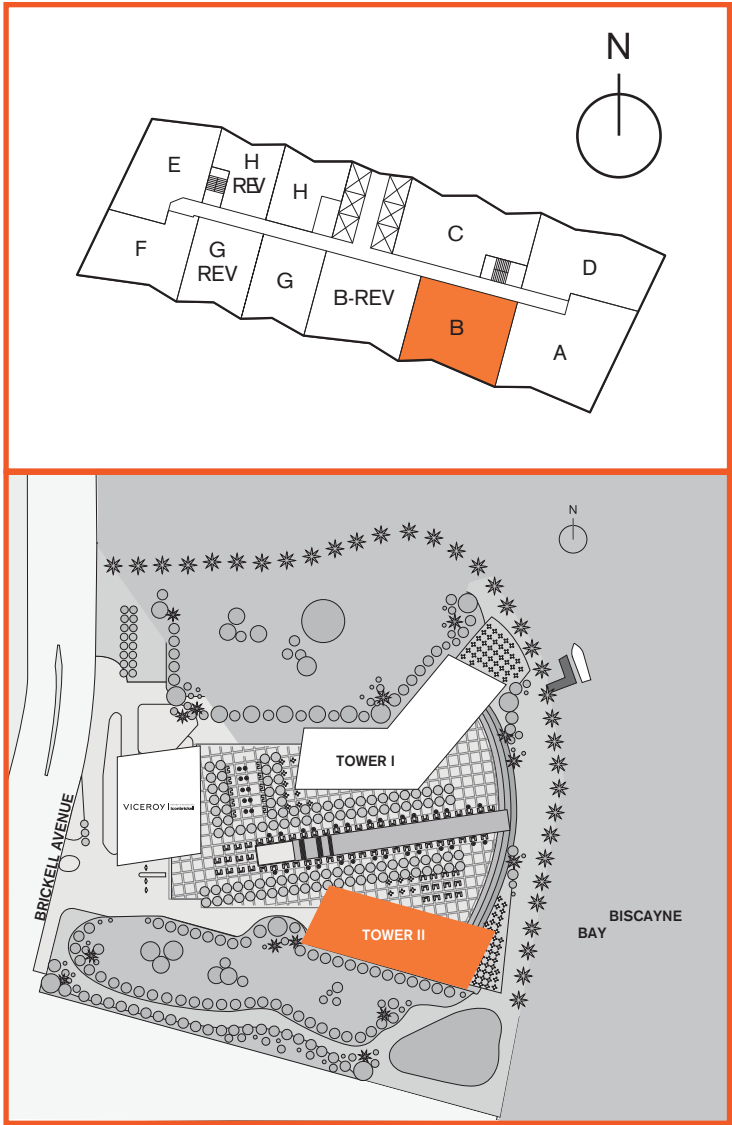 N
E
H
REV
H
C
D
F
G
REV
G
B-REV
B
A
N
TOWER I
VICEROY
BRICKELL AVENUE
TOWER II
BISCAYNE
BAY